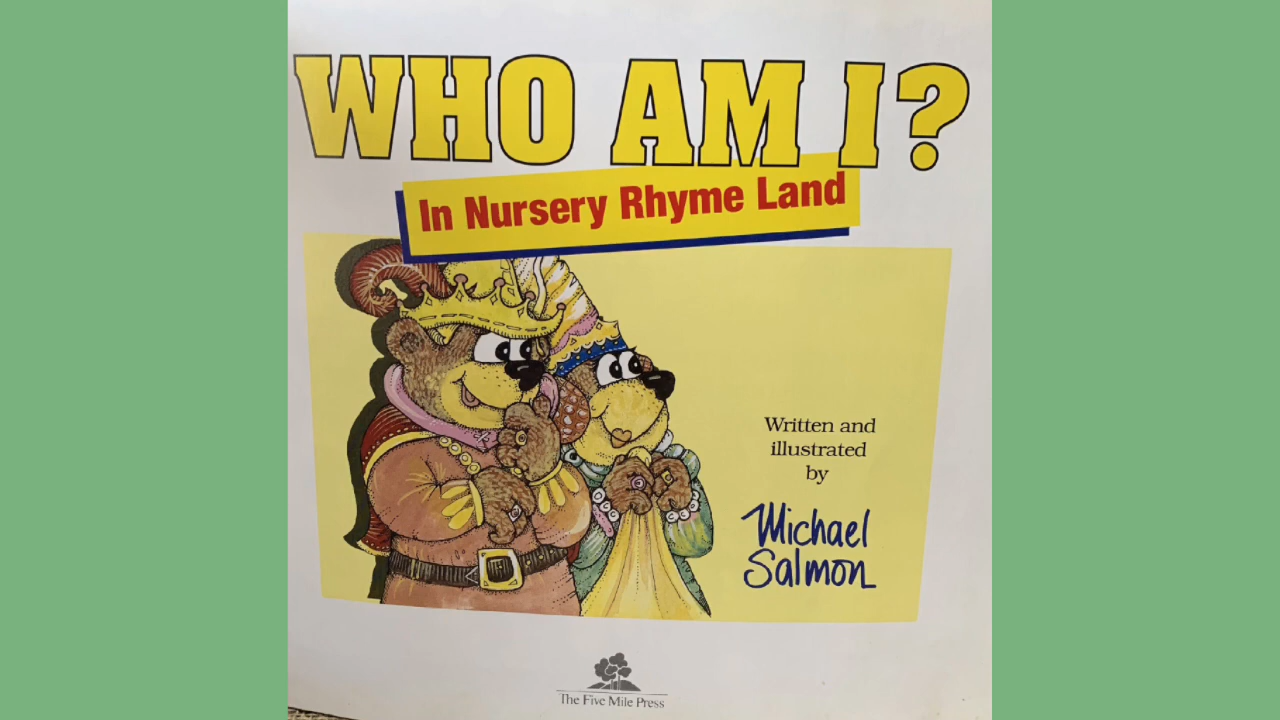 WHO AM I?
In Nursery Rhyme Land
Written and
illustrated
by
Michael
Salmon
The Five Mile Press